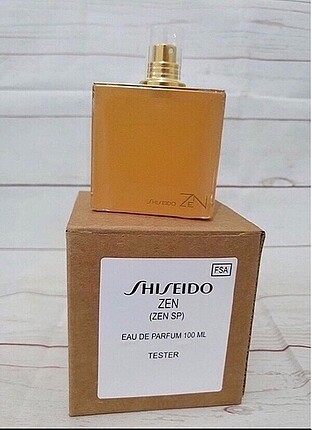 SHISEIDO ZEN
FSA
SHISEIDO
ZEN
(ZEN SP)
EAU DE PARFUM 100 ML
TESTER